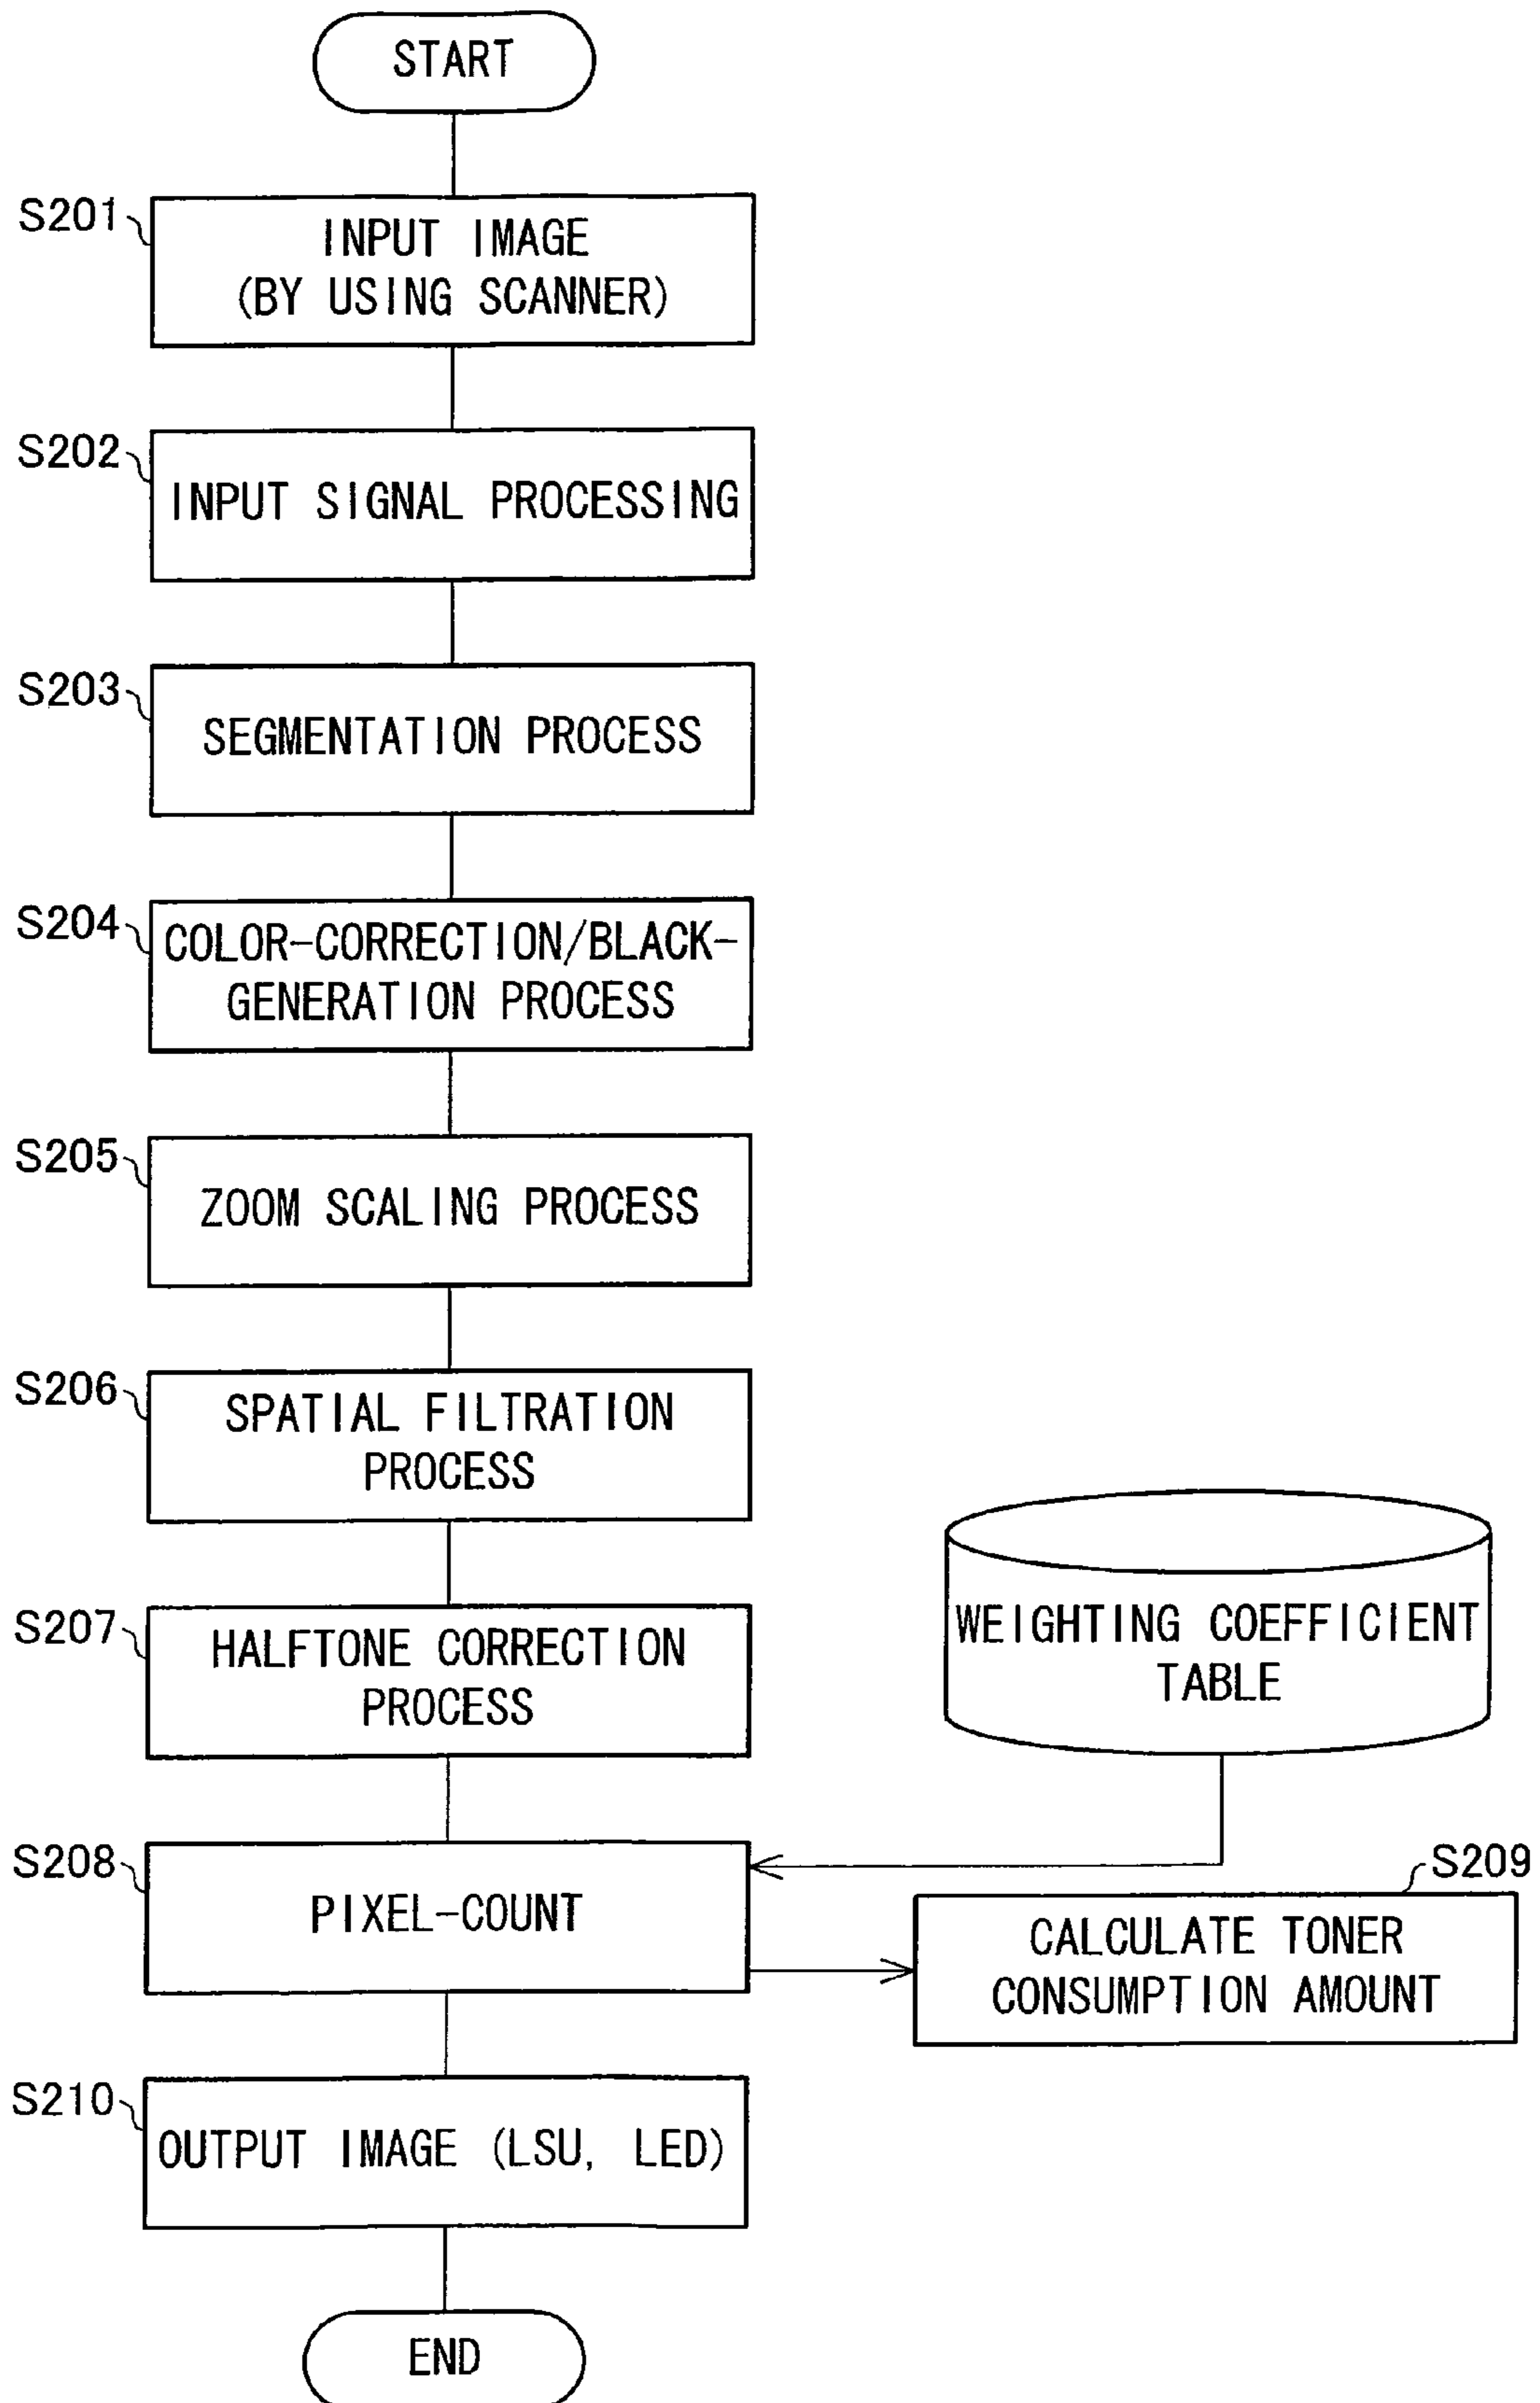 START
S201
INPUT IMAGE
(BY USING SCANNER)
S202
INPUT SIGNAL PROCESSING
S203
SEGMENTATION PROCESS
S204
COLOR-CORRECTION/BLACK-
GENERATION PROCESS
S205
ZOOM SCALING PROCESS
S206
SPATIAL FILTRATION
PROCESS
S207
HALFTONE CORRECTION
PROCESS
WEIGHTING COEFFICIENT
TABLE
S208
PIXEL-COUNT
S209
CALCULATE TONER
CONSUMPTION AMOUNT
S210
OUTPUT IMAGE (LSU, LED)
END